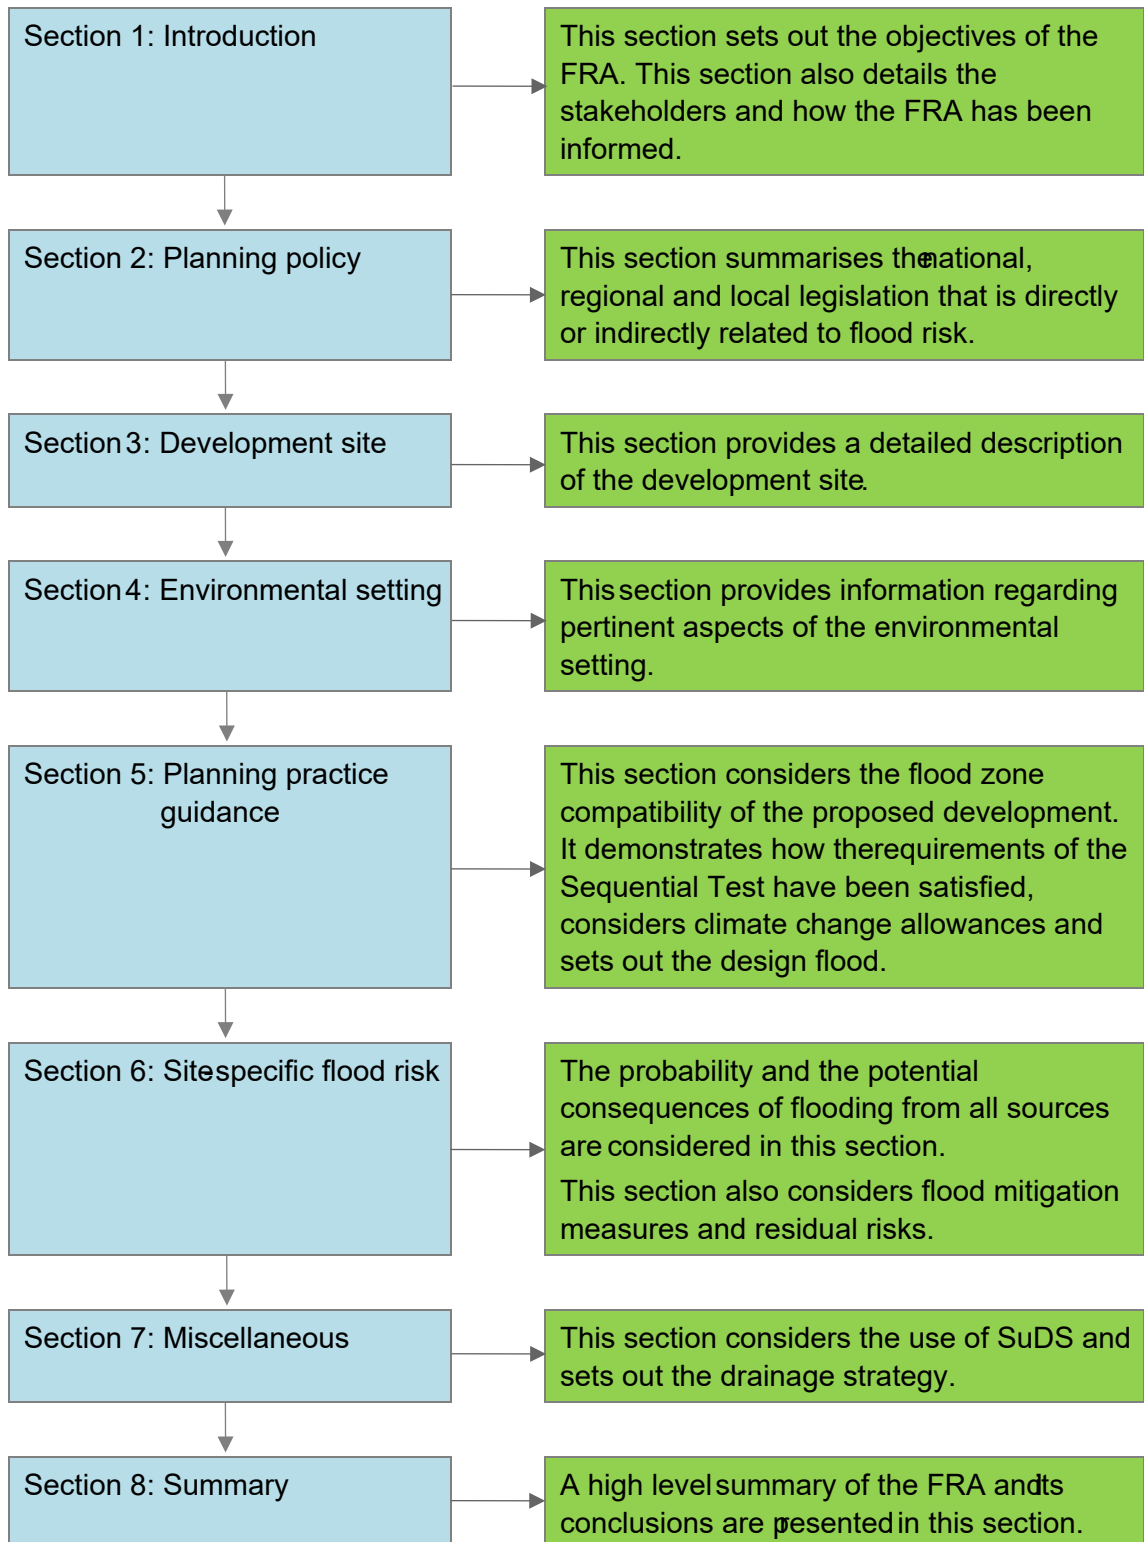 Section 1: Introduction
This section sets out the objectives of the
FRA. This section also details the
stakeholders and how the FRA has been
informed.
Section 2: Planning policy
This section summarises the national,
regional and local legislation that is directly
or indirectly related to flood risk.
Section 3: Development site
This section provides a detailed description
of the development site.
Section 4: Environmental setting
This section provides information regarding
pertinent aspects of the environmental
setting.
Section 5: Planning practice
guidance
This section considers the flood zone
compatibility of the proposed development.
It demonstrates how the requirements of the
Sequential Test have been satisfied,
considers climate change allowances and
sets out the design flood.
Section 6: Site-specific flood risk
The probability and the potential
consequences of flooding from all sources
are considered in this section.
This section also considers flood mitigation
measures and residual risks.
Section 7: Miscellaneous
This section considers the use of SuDS and
sets out the drainage strategy.
Section 8: Summary
A high level summary of the FRA and its
conclusions are presented in this section.